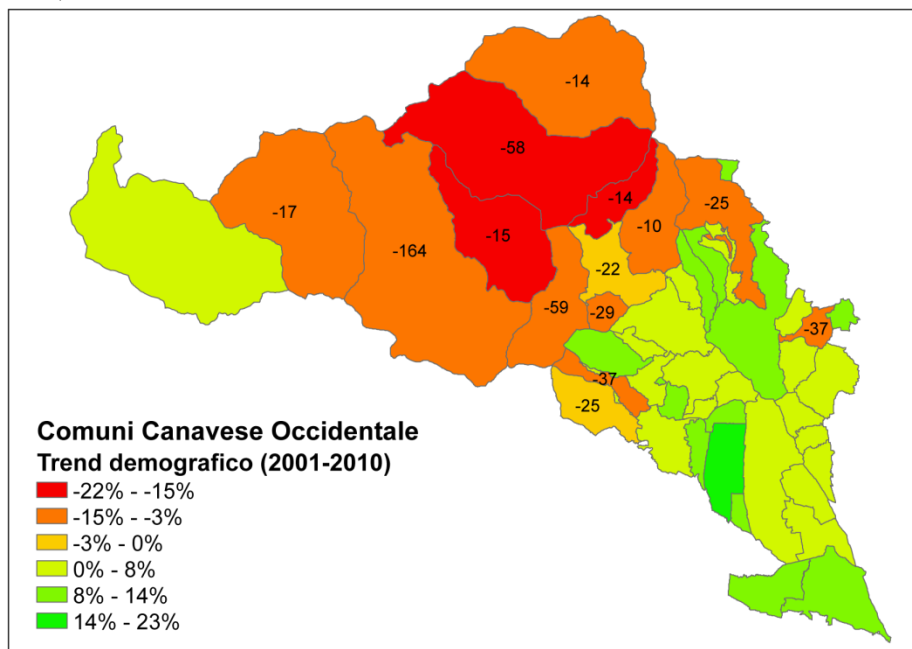 -14
-58
-14
-25
-17
-10
-15
-164
-22
-59
-29
-37
-37
-25
Comuni Canavese Occidentale
Trend demografico (2001-2010)
-22% - -15%
-15% - -3%
-3% - 0%
0% - 8%
8% - 14%
14% - 23%